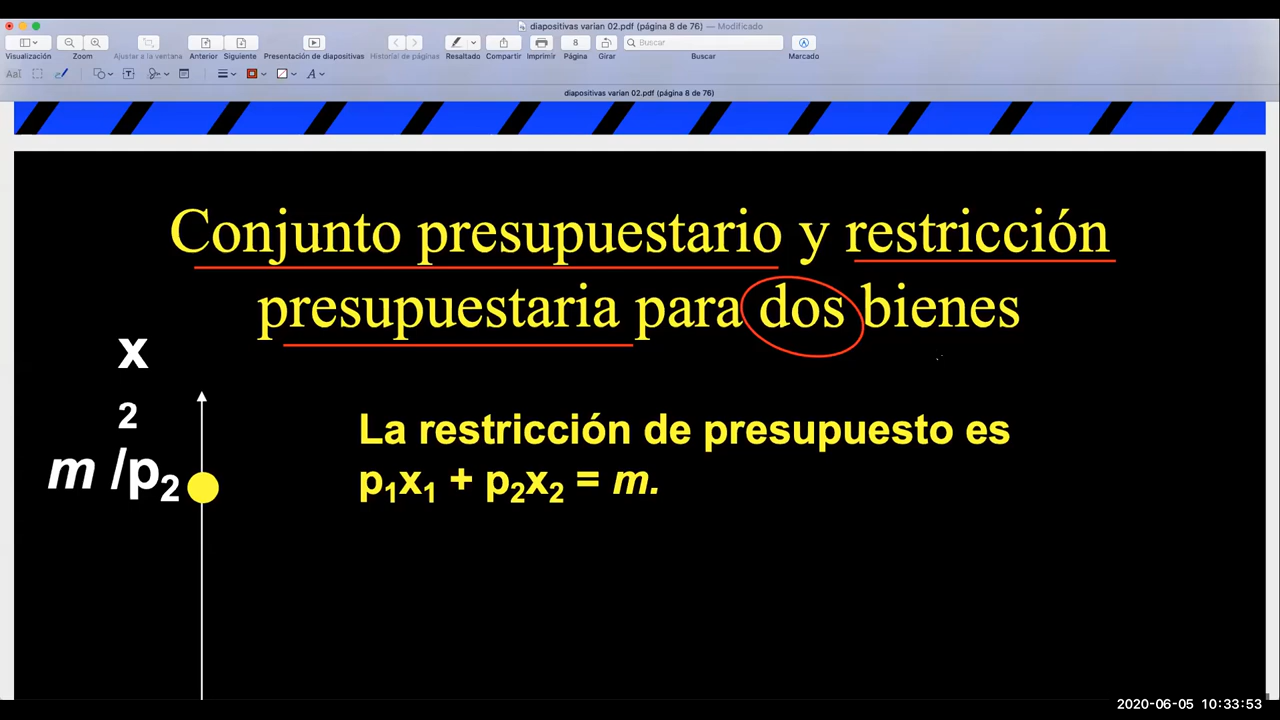 diapositivas varian 02.pdf (página 8 de 76) — Modificado
8
Buscar
Visualización Zoom Ajustar a la ventana Anterior Siguiente Presentación de diapositivas Historial de páginas Resaltado Compartir Imprimir Página Girar Buscar Marcado
diapositivas varian 02.pdf (página 8 de 76)
Conjunto presupuestario y restricción
presupuestaria para dos bienes
x
2
m /p₂
La restricción de presupuesto es
p₁x₁ + p₂x₂ = m.
2020-06-05 10:33:53